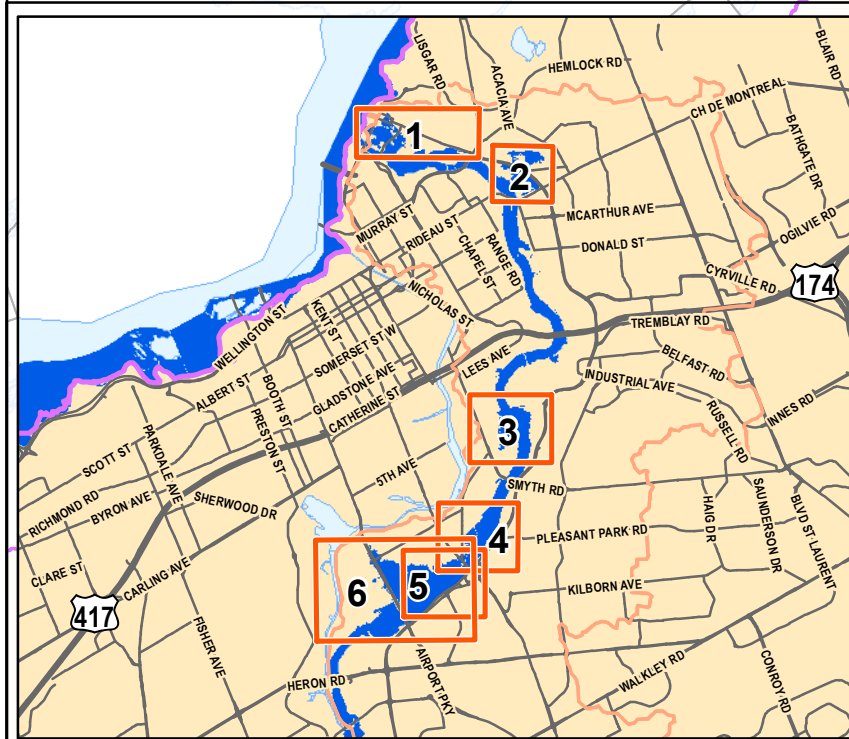 LISGAR RD
ACACIA AVE
BLAIR RD
HEMLOCK RD
CH DE MONTREAL
1
2
BATHGATE DR
MURRAY ST
RIDEAU ST
CHAPEL ST
RANGE RD
MCARTHUR AVE
DONALD ST
OGILVIE RD
CYRVILLE RD
174
NICHOLAS ST
WELLINGTON ST
KENT ST
SOMERSET ST W
TREMBLAY RD
LEES AVE
BELFAST RD
ALBERT ST
BOOTH ST
GLADSTONE AVE
CATHERINE ST
INDUSTRIAL AVE
INNES RD
PRESTON ST
3
RUSSELL RD
SCOTT ST
PARKDALE AVE
5TH AVE
RICHMOND RD
BYRON AVE
SHERWOOD DR
SMYTH RD
HAIG DR
SAUNDERSON DR
BLVD ST LAURENT
4
PLEASANT PARK RD
CLARE ST
CARLING AVE
5
6
KILBORN AVE
417
FISHER AVE
AIRPORT PKY
HERON RD
WALKLEY RD
CONROY RD